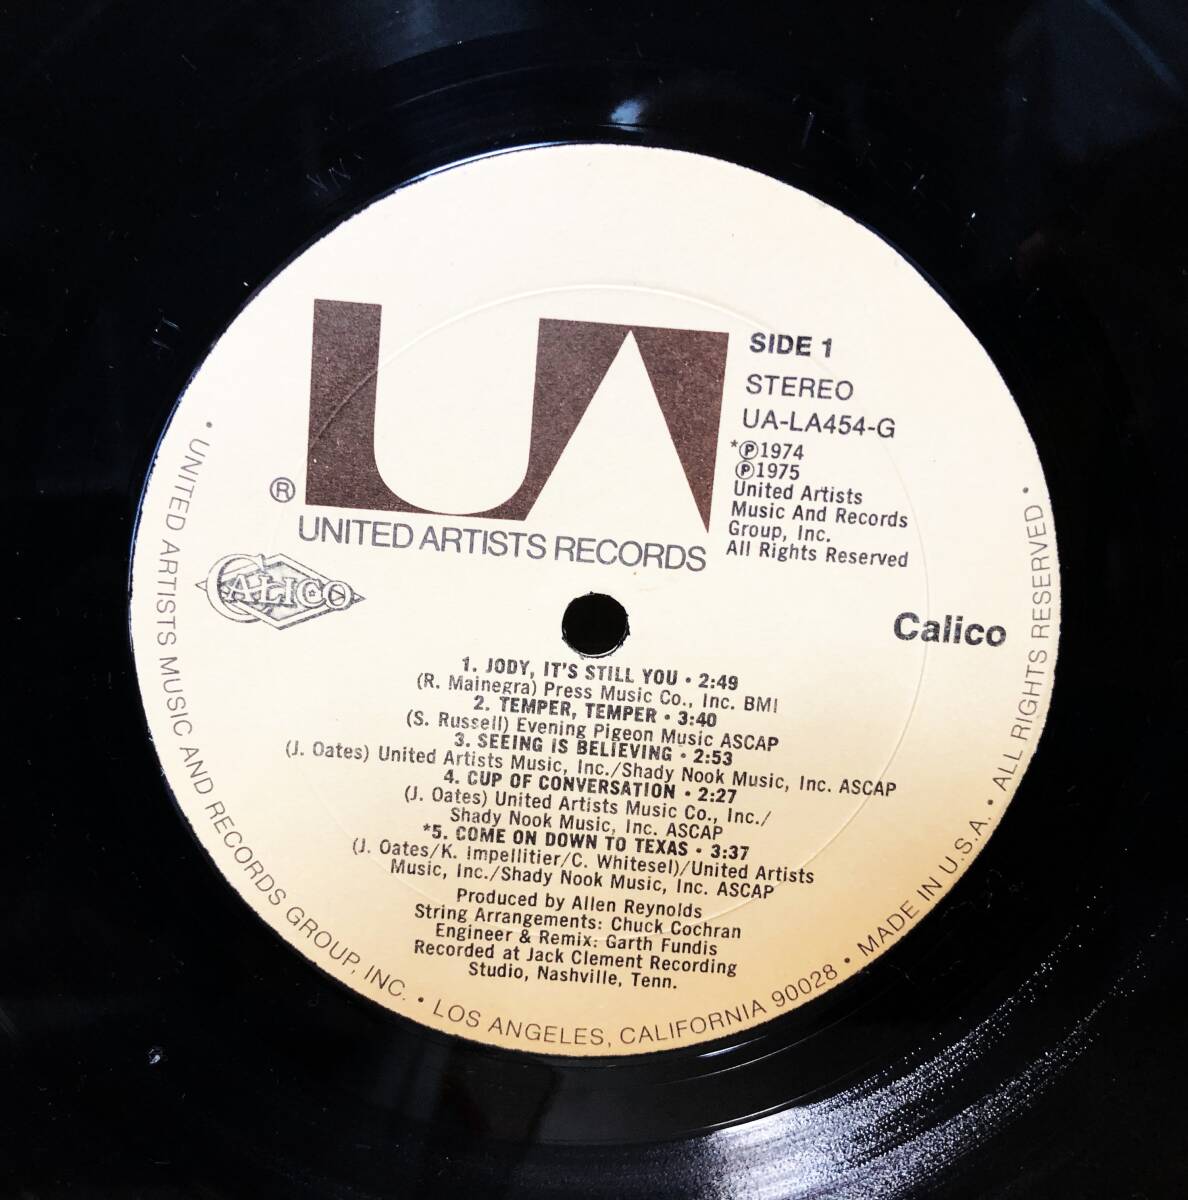 UA
®
UNITED ARTISTS RECORDS
SIDE 1
STEREO
UA-LA454-G
*℗1974
℗1975
United Artists
Music And Records
Group, Inc.
All Rights Reserved
CALICO
Calico
1. JODY, IT'S STILL YOU • 2:49
(R. Mainegra) Press Music Co., Inc. BMI
2. TEMPER, TEMPER • 3:40
(S. Russell) Evening Pigeon Music ASCAP
3. SEEING IS BELIEVING • 2:53
(J. Oates) United Artists Music, Inc./Shady Nook Music, Inc. ASCAP
4. CUP OF CONVERSATION • 2:27
(J. Oates) United Artists Music Co., Inc./
Shady Nook Music, Inc. ASCAP
*5. COME ON DOWN TO TEXAS • 3:37
(J. Oates/K. Impellitier/C. Whitesel)/United Artists
Music, Inc./Shady Nook Music, Inc. ASCAP
Produced by Allen Reynolds
String Arrangements: Chuck Cochran
Engineer & Remix: Garth Fundis
Recorded at Jack Clement Recording
Studio, Nashville, Tenn.
• UNITED ARTISTS MUSIC AND RECORDS GROUP, INC. • LOS ANGELES, CALIFORNIA 90028 • MADE IN U.S.A. • ALL RIGHTS RESERVED •